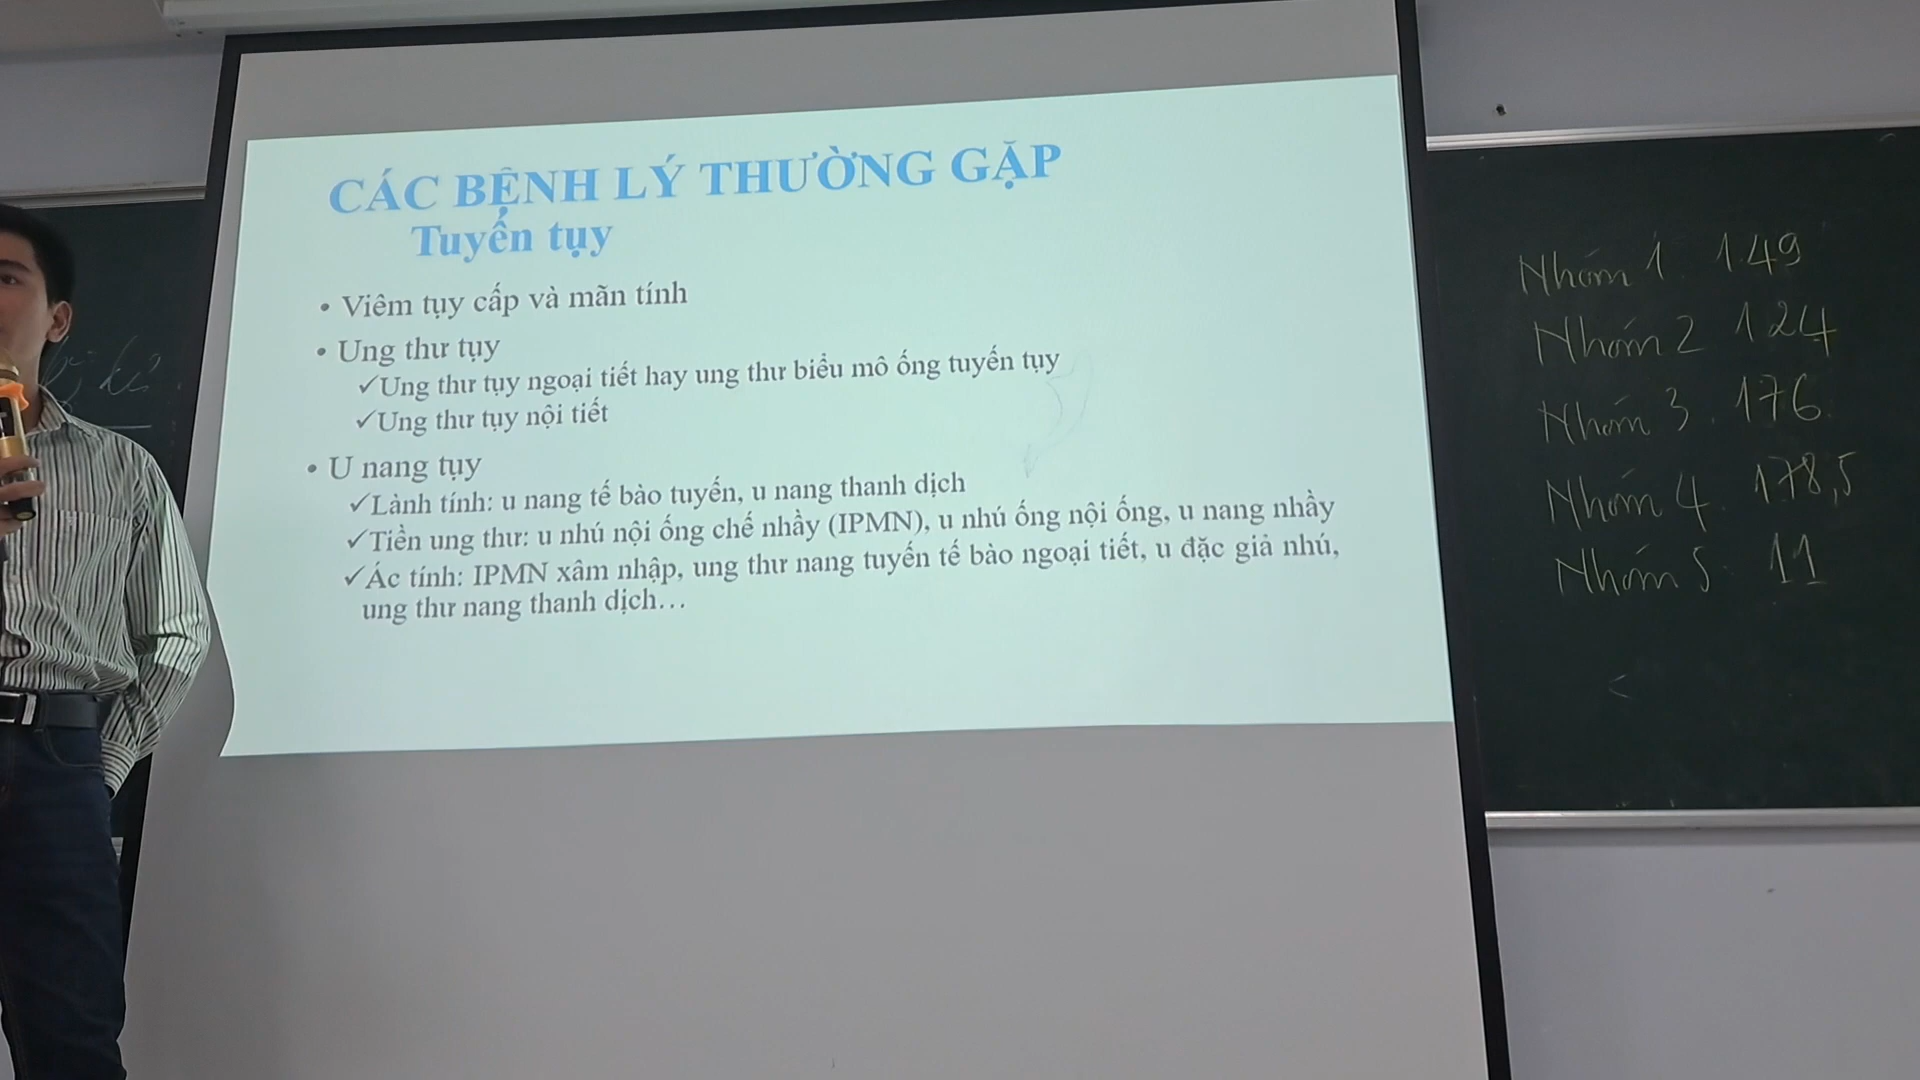 CÁC BỆNH LÝ THƯỜNG GẶP
Tuyến tụy
• Viêm tụy cấp và mãn tính
• Ung thư tụy
✓Ung thư tụy ngoại tiết hay ung thư biểu mô ống tuyến tụy
✓Ung thư tụy nội tiết
• U nang tụy
✓Lành tính: u nang tế bào tuyến, u nang thanh dịch
✓Tiền ung thư: u nhú nội ống chế nhầy (IPMN), u nhú ống nội ống, u nang nhầy
✓Ác tính: IPMN xâm nhập, ung thư nang tuyến tế bào ngoại tiết, u đặc giả nhú,
ung thư nang thanh dịch…
Nhóm 1. 149
Nhóm 2 124
Nhóm 3. 176
Nhóm 4. 178,5
Nhóm 5. 11